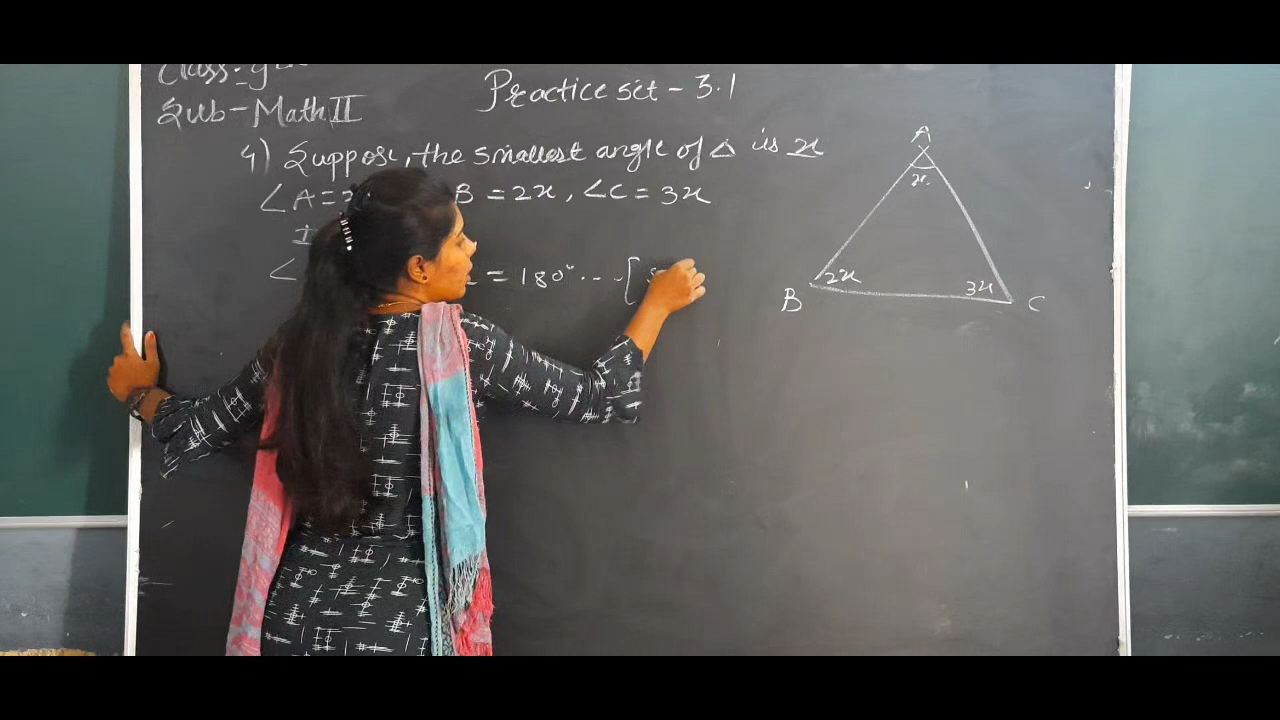 Class-9th
Sub-Math II
Practice set-3.1
4) Suppose, the smallest angle of △ is x
∠A= B =2x, ∠C=3x
∠ =180°...[
A
x
B
2x
3x
C